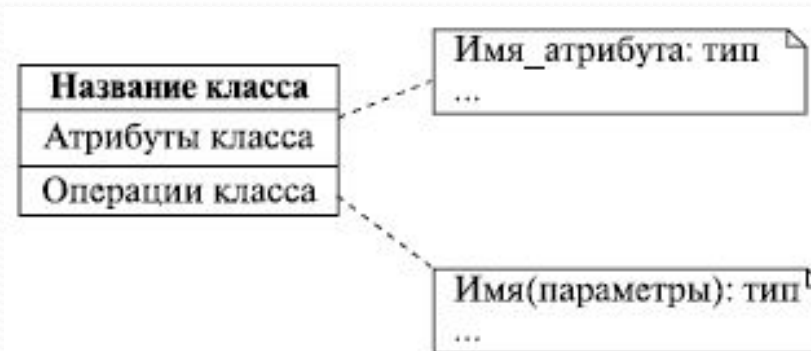 Имя_атрибута: тип
...
Название класса
Атрибуты класса
Операции класса
Имя(параметры): тип
...